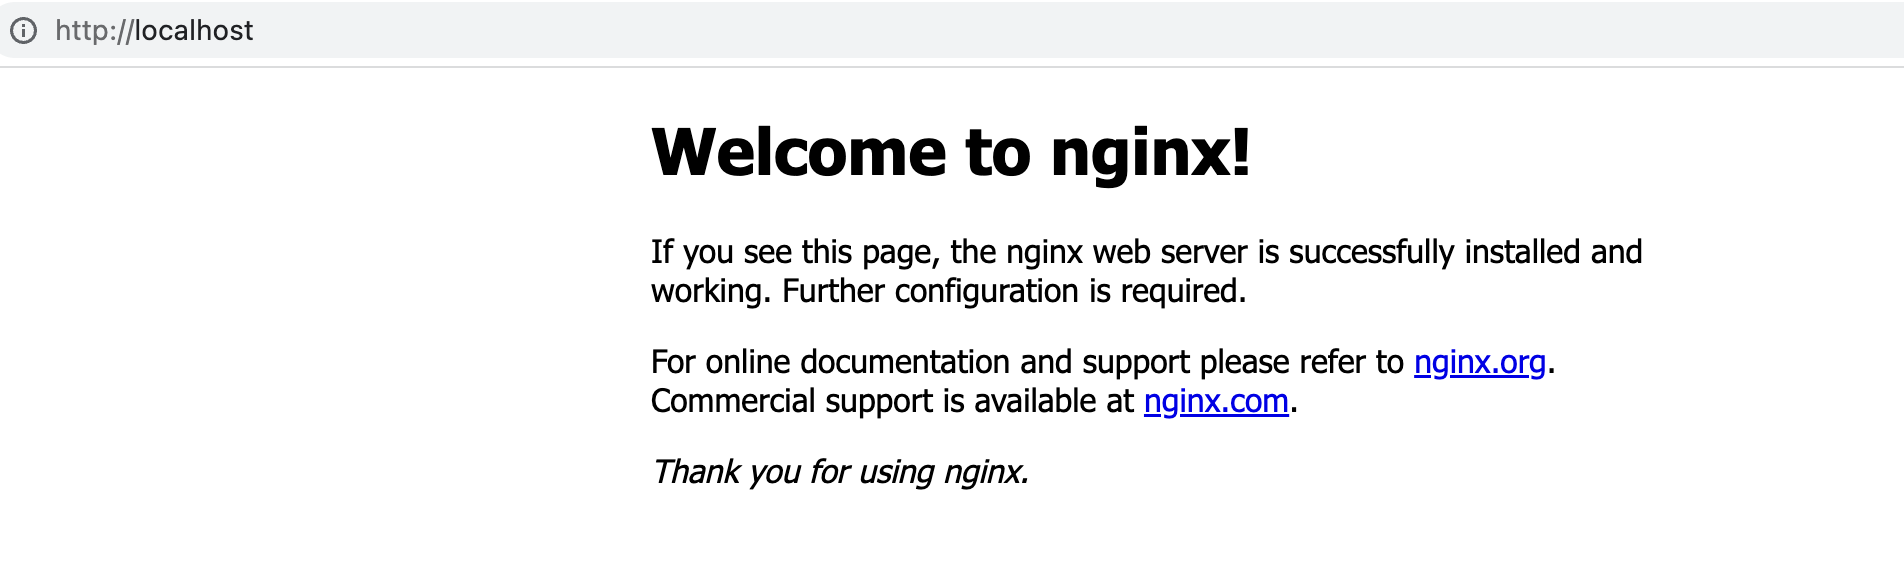 http://localhost
Welcome to nginx!
If you see this page, the nginx web server is successfully installed and
working. Further configuration is required.
For online documentation and support please refer to nginx.org.
Commercial support is available at nginx.com.
Thank you for using nginx.